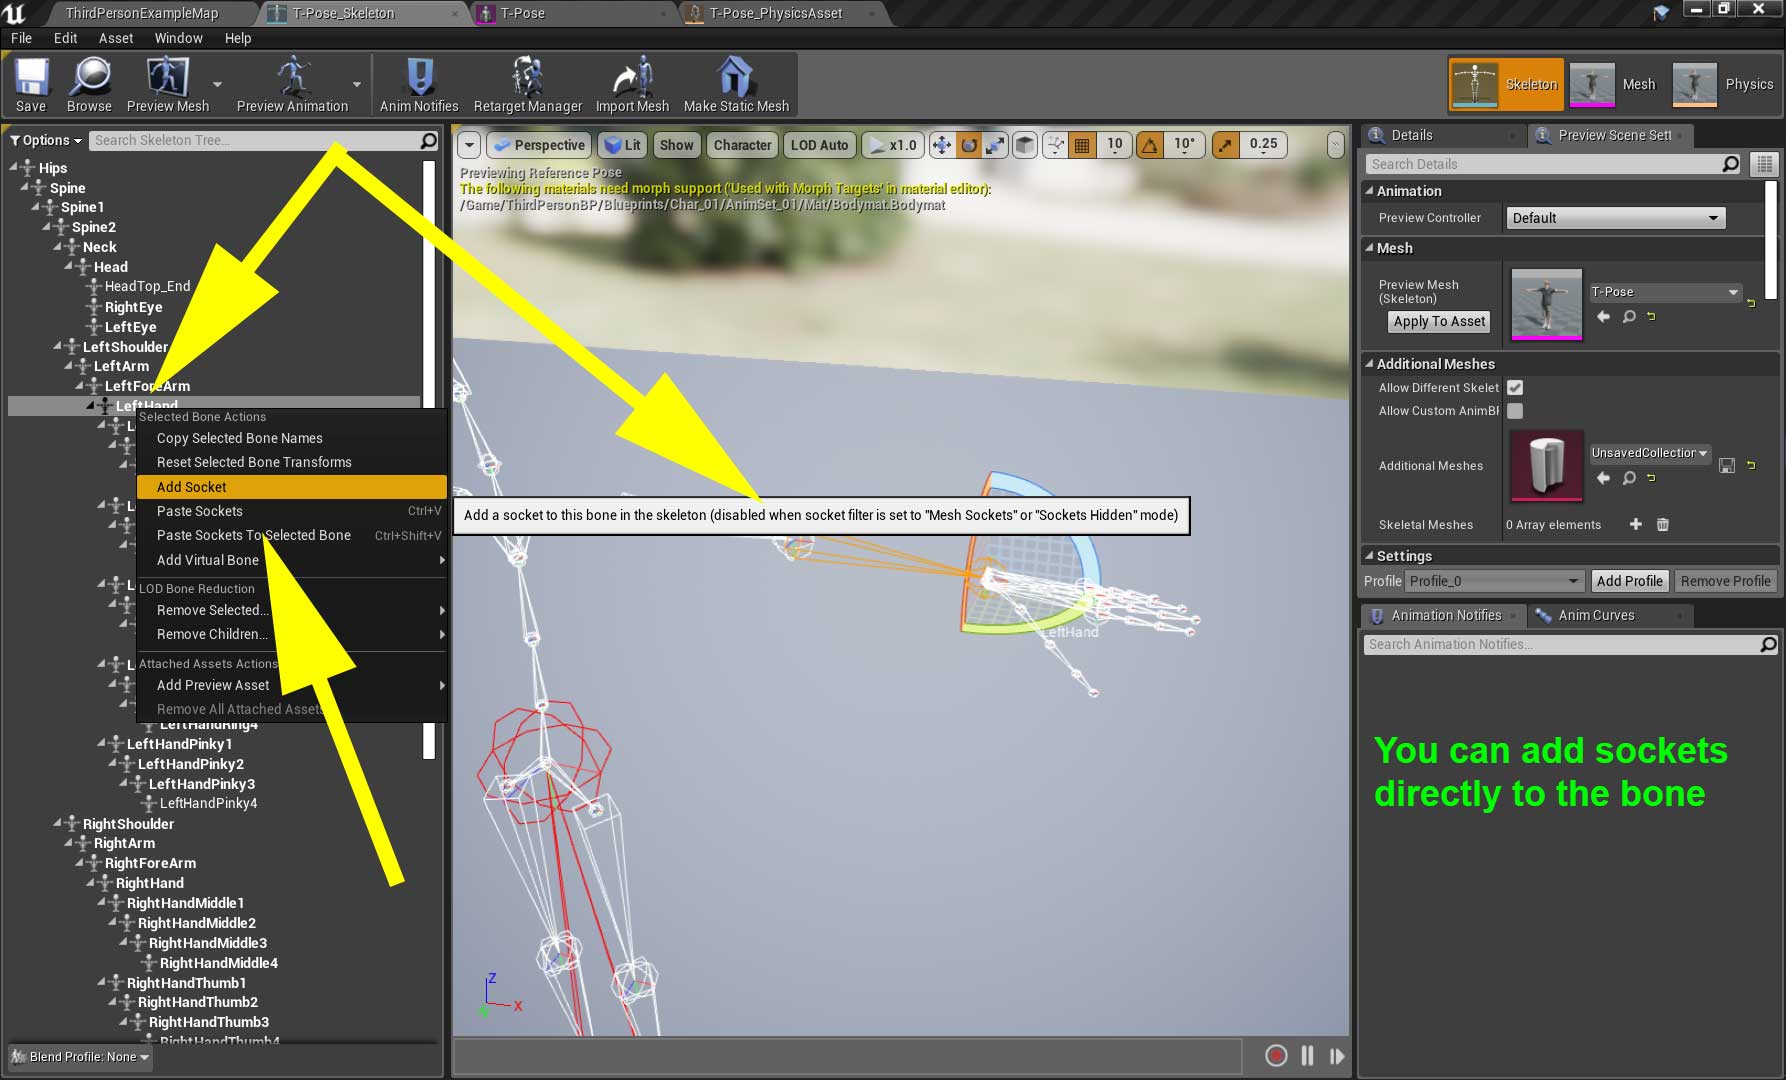 ThirdPersonExampleMap
T-Pose_Skeleton
T-Pose
T-Pose_PhysicsAsset
File Edit Asset Window Help
Save
Browse
Preview Mesh
Preview Animation
Anim Notifies
Retarget Manager
Import Mesh
Make Static Mesh
Skeleton
Mesh
Physics
Options
Search Skeleton Tree...
Hips
Spine
Spine1
Spine2
Neck
Head
HeadTop_End
RightEye
LeftEye
LeftShoulder
LeftArm
LeftForeArm
LeftHand
Selected Bone Actions
Copy Selected Bone Names
Reset Selected Bone Transforms
Add Socket
Paste Sockets Ctrl+V
Paste Sockets To Selected Bone Ctrl+Shift+V
Add Virtual Bone
LOD Bone Reduction
Remove Selected...
Remove Children...
Attached Assets Actions
Add Preview Asset
Remove All Attached Assets
LeftHandRing4
LeftHandPinky1
LeftHandPinky2
LeftHandPinky3
LeftHandPinky4
RightShoulder
RightArm
RightForeArm
RightHand
RightHandMiddle1
RightHandMiddle2
RightHandMiddle3
RightHandMiddle4
RightHandThumb1
RightHandThumb2
RightHandThumb3
RightHandThumb4
Blend Profile: None
Perspective
Lit
Show
Character
LOD Auto
x1.0
10
10°
0.25
Previewing Reference Pose
The following materials need morph support ('Used with Morph Targets' in material editor):
/Game/ThirdPersonBP/Blueprints/Char_01/AnimSet_01/Mat/Bodymat.Bodymat
Add a socket to this bone in the skeleton (disabled when socket filter is set to "Mesh Sockets" or "Sockets Hidden" mode)
LeftHand
Z
X
Details
Preview Scene Sett
Search Details
Animation
Preview Controller
Default
Mesh
Preview Mesh
(Skeleton)
Apply To Asset
T-Pose
Additional Meshes
Allow Different Skelet
Allow Custom AnimBF
Additional Meshes
UnsavedCollection
Skeletal Meshes
0 Array elements
Settings
Profile
Profile_0
Add Profile
Remove Profile
Animation Notifies
Anim Curves
Search Animation Notifies...
You can add sockets
directly to the bone